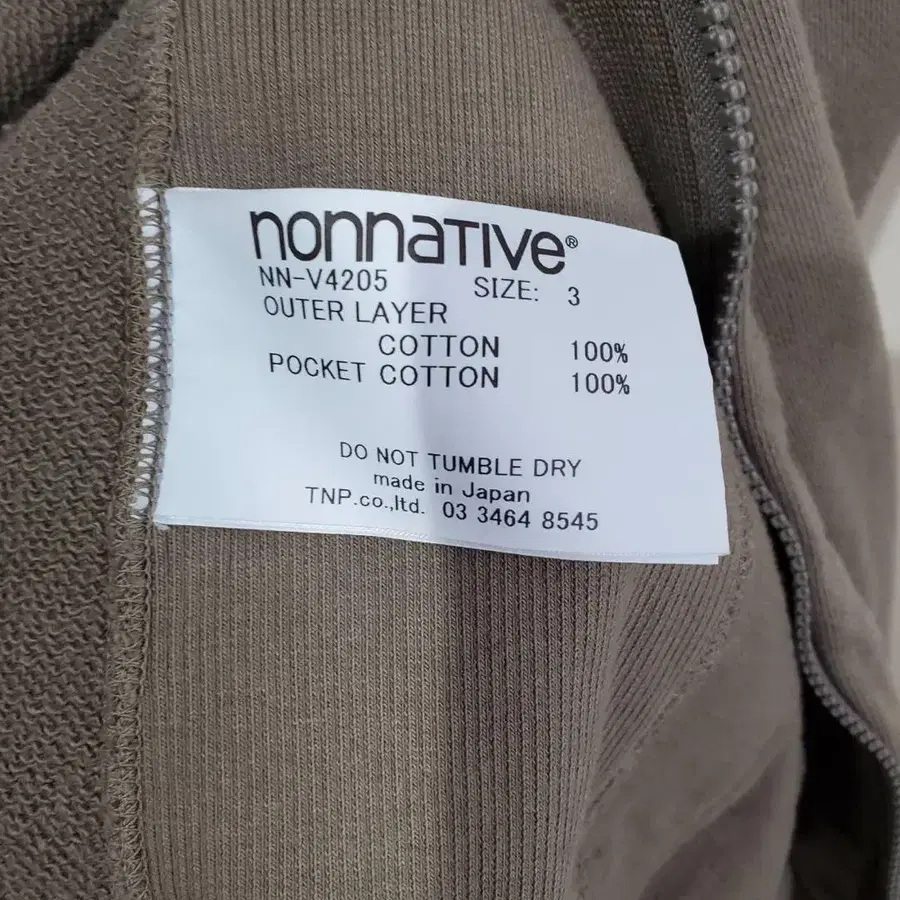 nonnative®
NN-V4205 SIZE: 3
OUTER LAYER
COTTON 100%
POCKET COTTON 100%
DO NOT TUMBLE DRY
made in Japan
TNP.co.,ltd. 03 3464 8545